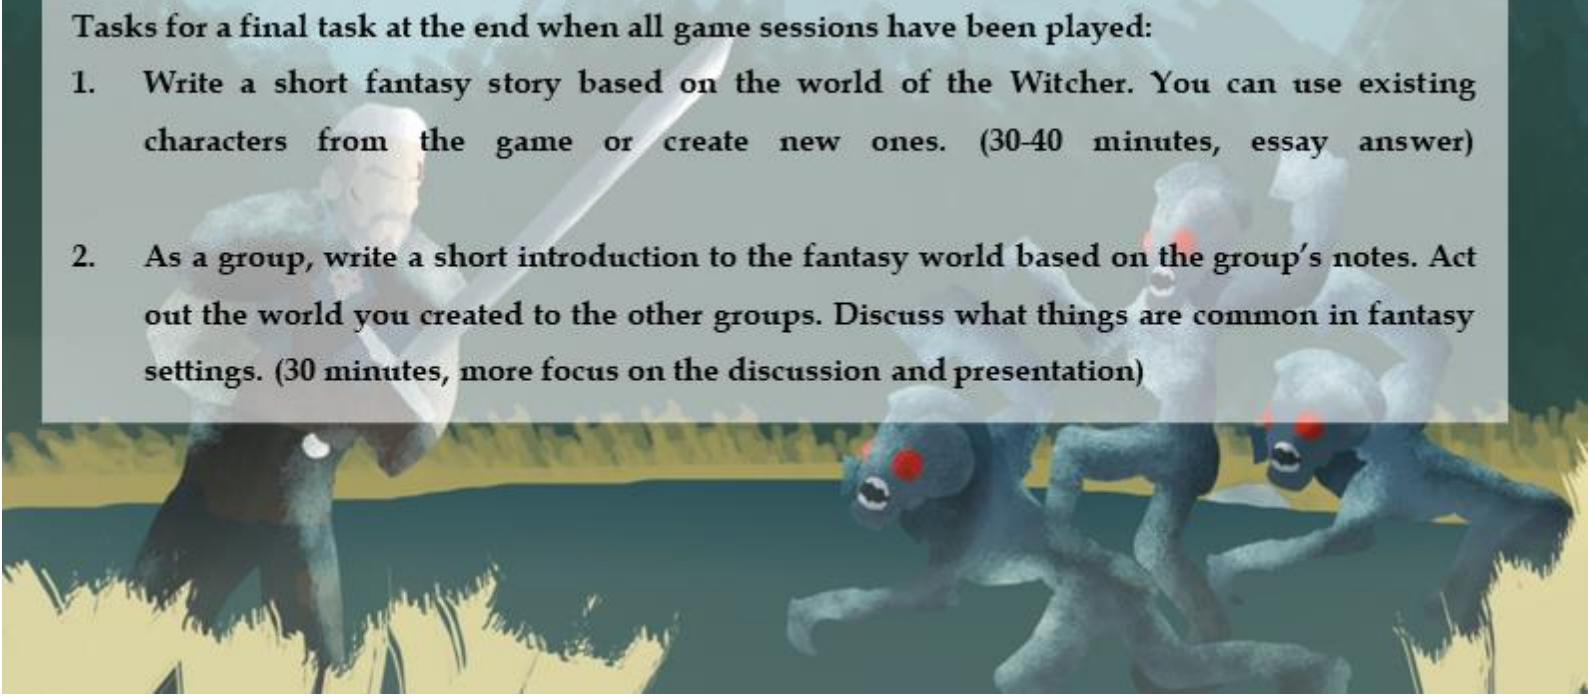 Tasks for a final task at the end when all game sessions have been played:
1. Write a short fantasy story based on the world of the Witcher. You can use existing
characters from the game or create new ones. (30-40 minutes, essay answer)
2. As a group, write a short introduction to the fantasy world based on the group's notes. Act
out the world you created to the other groups. Discuss what things are common in fantasy
settings. (30 minutes, more focus on the discussion and presentation)